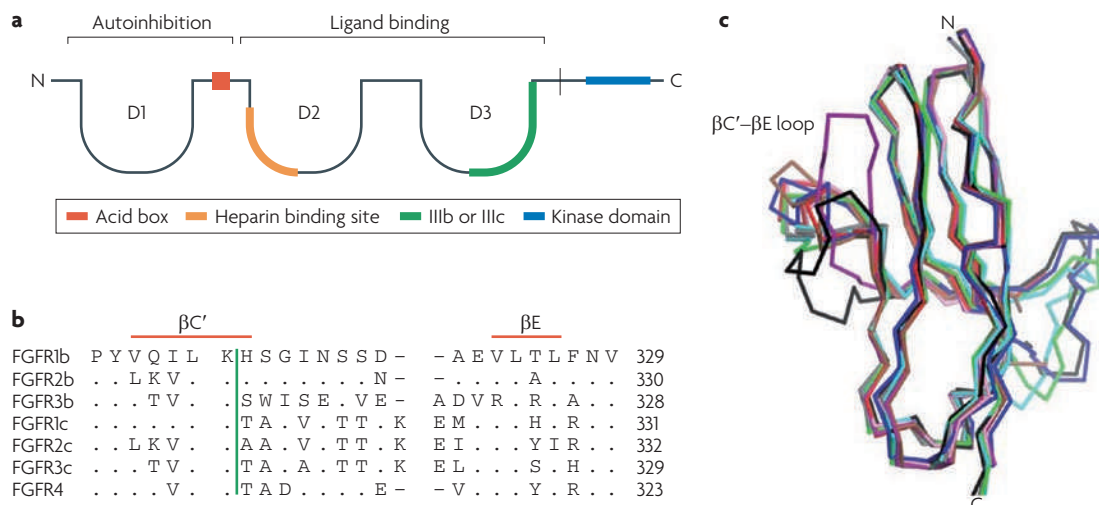 a
Autoinhibition Ligand binding
N D1 D2 D3 C
Acid box Heparin binding site IIIb or IIIc Kinase domain
b
βC′ βE
FGFR1b P Y V Q I L K H S G I N S S D - - A E V L T L F N V 329
FGFR2b . . L K V . . . . . . . . . N - . . . . . A . . . . 330
FGFR3b . . . T V . . S W I S E . V E - A D V R . R . A . . 328
FGFR1c . . . . . . . T A . V . T T . K E M . . . H . R . . 331
FGFR2c . . L K V . . A A . V . T T . K E I . . . Y I R . . 332
FGFR3c . . . T V . . T A . A . T T . K E L . . . S . H . . 329
FGFR4 . . . . V . . T A D . . . . E - - . V . . . Y . R . . 323
c
N
βC′–βE loop
C